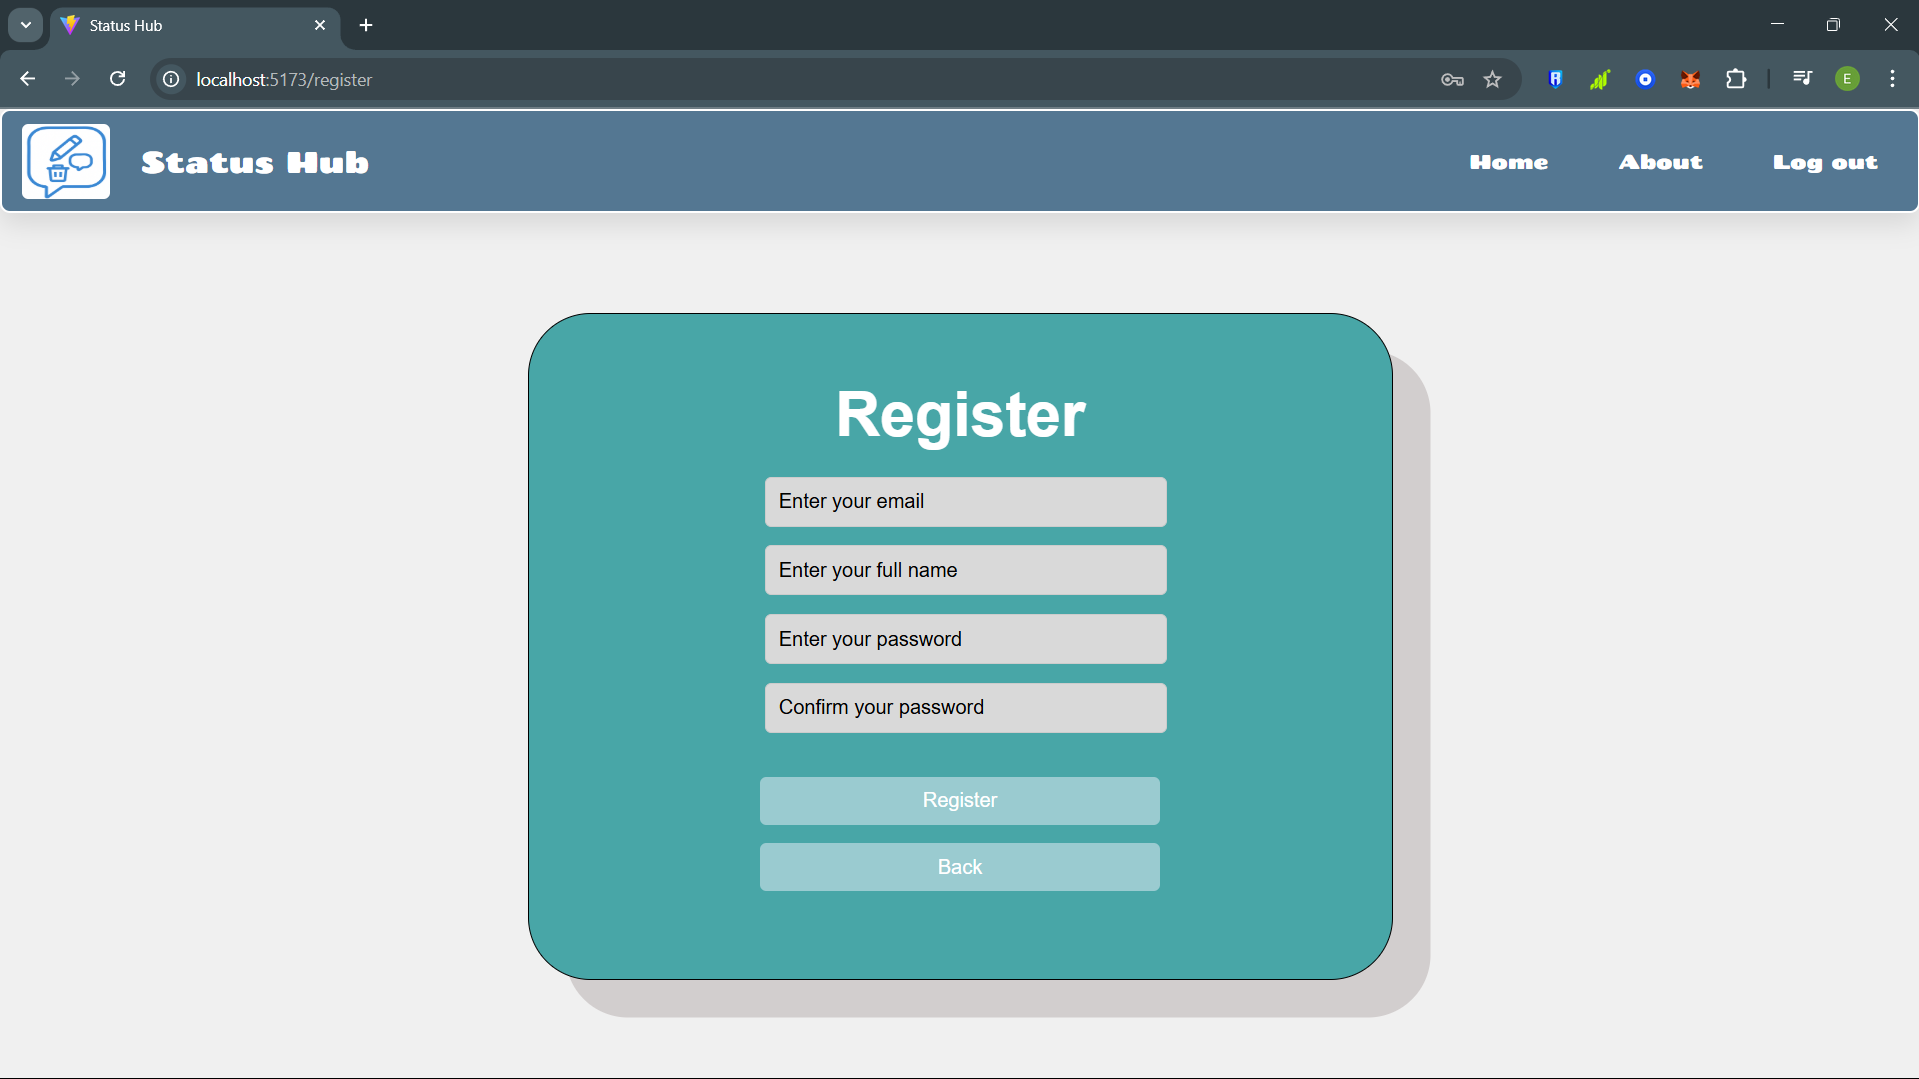 Status Hub
localhost:5173/register
E
Status Hub
Home About Log out
Register
Enter your email
Enter your full name
Enter your password
Confirm your password
Register
Back